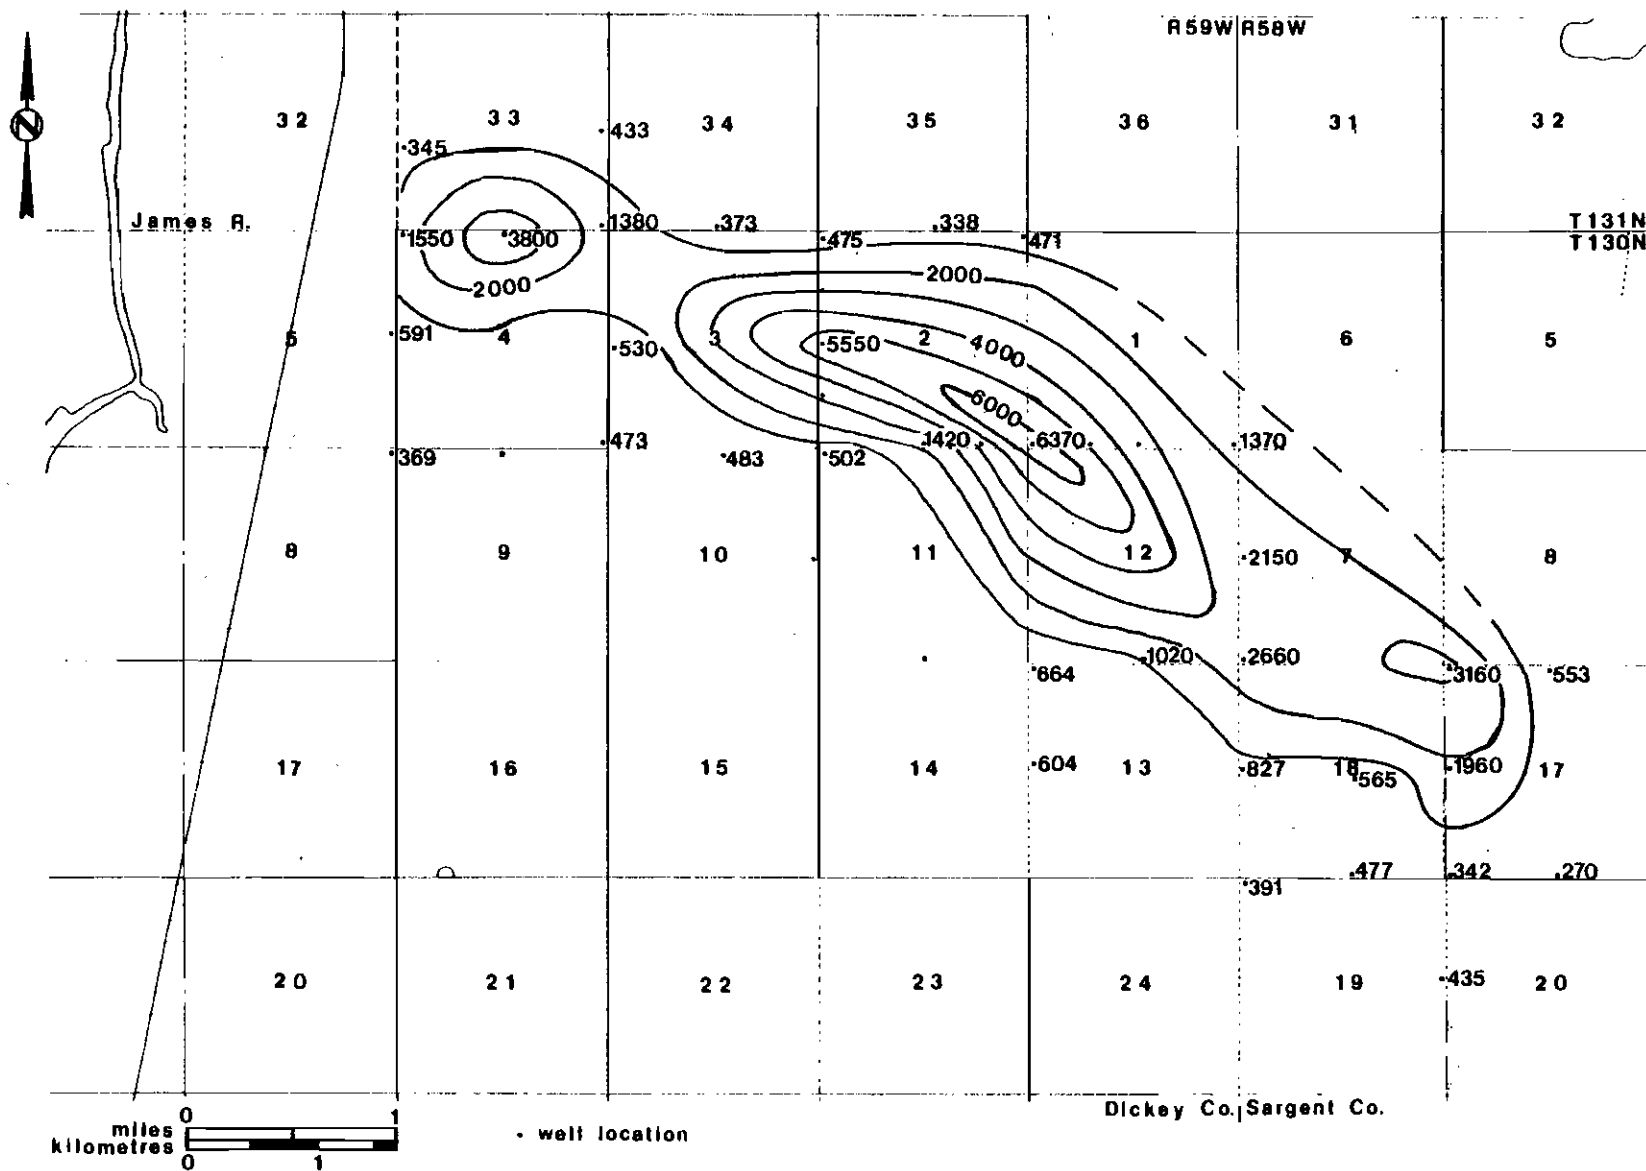 R59W R58W
N
32 33 34 35 36 31 32
.433
.345
James R.
.1380 .373 .338
T131N
.1550 .3800 .475 .471
T130N
2000
2000
.591 5 4 3 .5550 2 4000 1 6 5
.530
6000
.473 1420 6370 .1370
.369 .483 .502
8 9 10 11 12 .2150 7 8
.1020 .2660
.664 3160 .553
17 16 15 14 .604 13 .827 18 .1960 17
.565
.477 .342 .270
.391
20 21 22 23 24 19 .435 20
Dickey Co. Sargent Co.
0 1
miles
kilometres
0 1
. well location